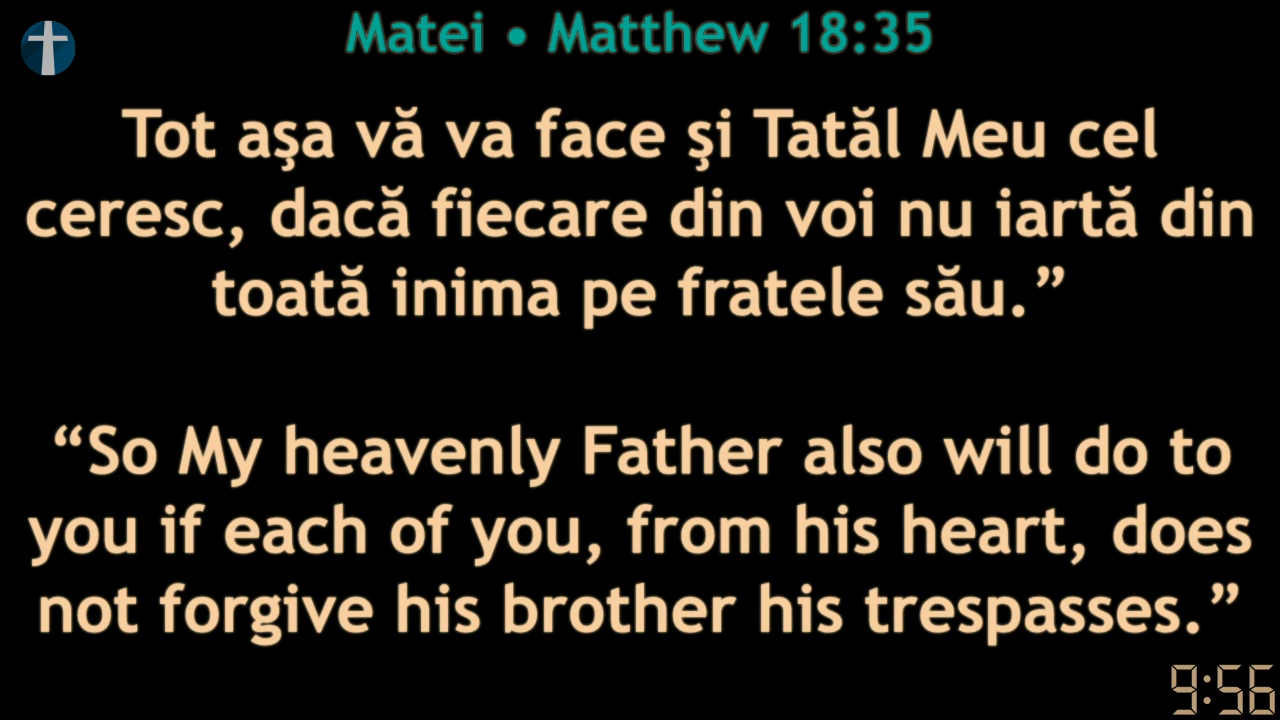 Matei • Matthew 18:35
Tot aşa vă va face şi Tatăl Meu cel
ceresc, dacă fiecare din voi nu iartă din
toată inima pe fratele său.”
“So My heavenly Father also will do to
you if each of you, from his heart, does
not forgive his brother his trespasses.”
9:56